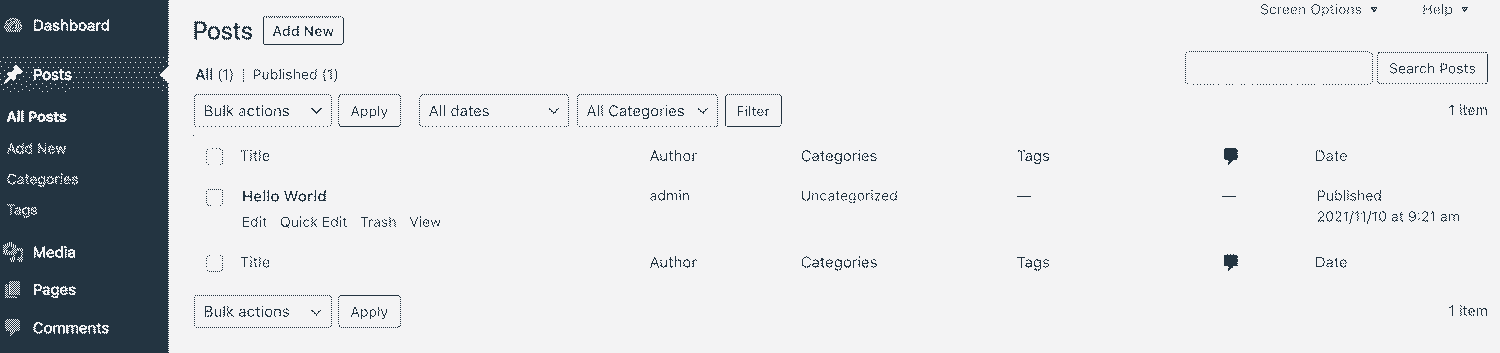 Dashboard
Posts
All Posts
Add New
Categories
Tags
Media
Pages
Comments
Screen Options Help
Posts Add New
All (1) | Published (1)
Search Posts
Bulk actions Apply All dates All Categories Filter 1 item
Title Author Categories Tags Date
Hello World admin Uncategorized — — Published
Edit Quick Edit Trash View 2021/11/10 at 9:21 am
Title Author Categories Tags Date
Bulk actions Apply 1 item